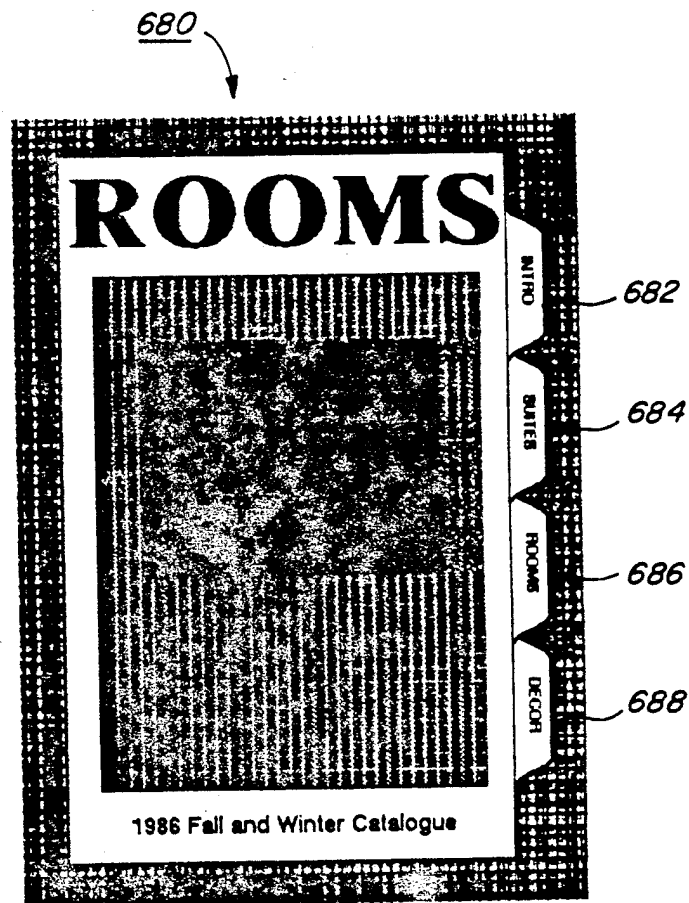 680
ROOMS
INTRO
682
SUITES
684
ROOMS
686
DECOR
688
1986 Fall and Winter Catalogue